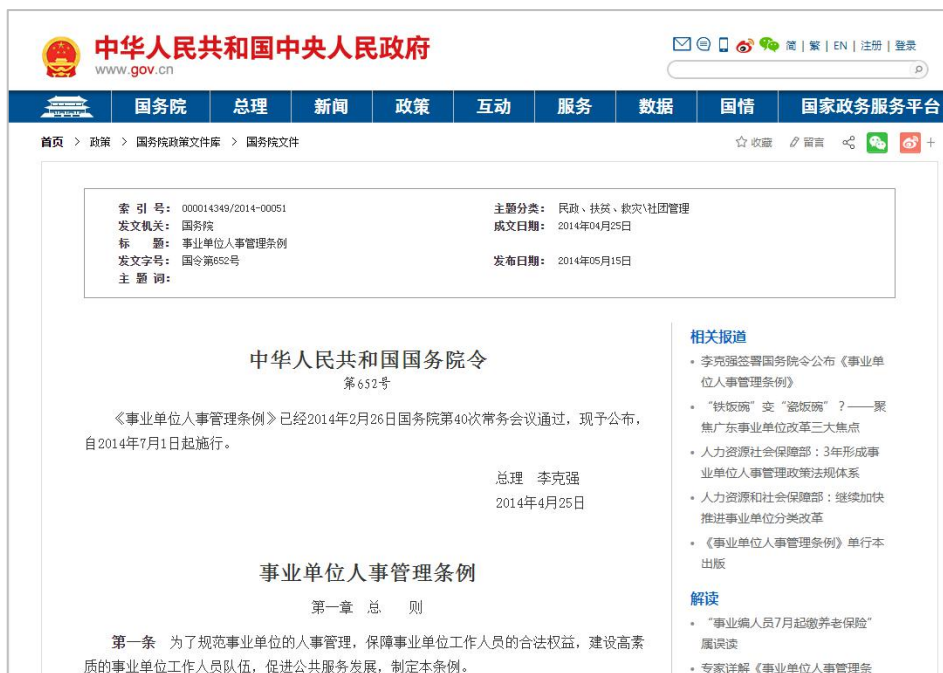 中华人民共和国中央人民政府
www.gov.cn
简 | 繁 | EN | 注册 | 登录
国务院 总理 新闻 政策 互动 服务 数据 国情 国家政务服务平台
首页 > 政策 > 国务院政策文件库 > 国务院文件
收藏 留言
索 引 号： 000014349/2014-00051 主题分类： 民政、扶贫、救灾\社团管理
发文机关： 国务院 成文日期： 2014年04月25日
标 题： 事业单位人事管理条例
发文字号： 国令第652号 发布日期： 2014年05月15日
主 题 词：
中华人民共和国国务院令
第652号
《事业单位人事管理条例》已经2014年2月26日国务院第40次常务会议通过，现予公布，
自2014年7月1日起施行。
总理 李克强
2014年4月25日
事业单位人事管理条例
第一章 总 则
第一条 为了规范事业单位的人事管理，保障事业单位工作人员的合法权益，建设高素
质的事业单位工作人员队伍，促进公共服务发展，制定本条例。
相关报道
• 李克强签署国务院令公布《事业单
位人事管理条例》
• “铁饭碗”变“瓷饭碗”？——聚
焦广东事业单位改革三大焦点
• 人力资源社会保障部：3年形成事
业单位人事管理政策法规体系
• 人力资源和社会保障部：继续加快
推进事业单位分类改革
• 《事业单位人事管理条例》单行本
出版
解读
• “事业编人员7月起缴养老保险”
属误读
• 专家详解《事业单位人事管理条